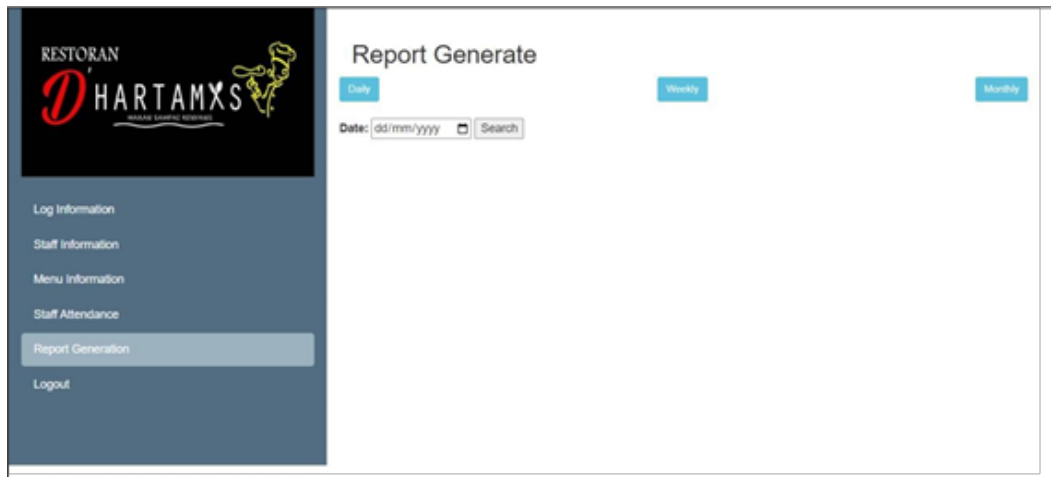 RESTORAN
D'HARTAMXS
Log Information
Staff Information
Menu Information
Staff Attendance
Report Generation
Logout
Report Generate
Daily Weekly Monthly
Date: dd/mm/yyyy Search